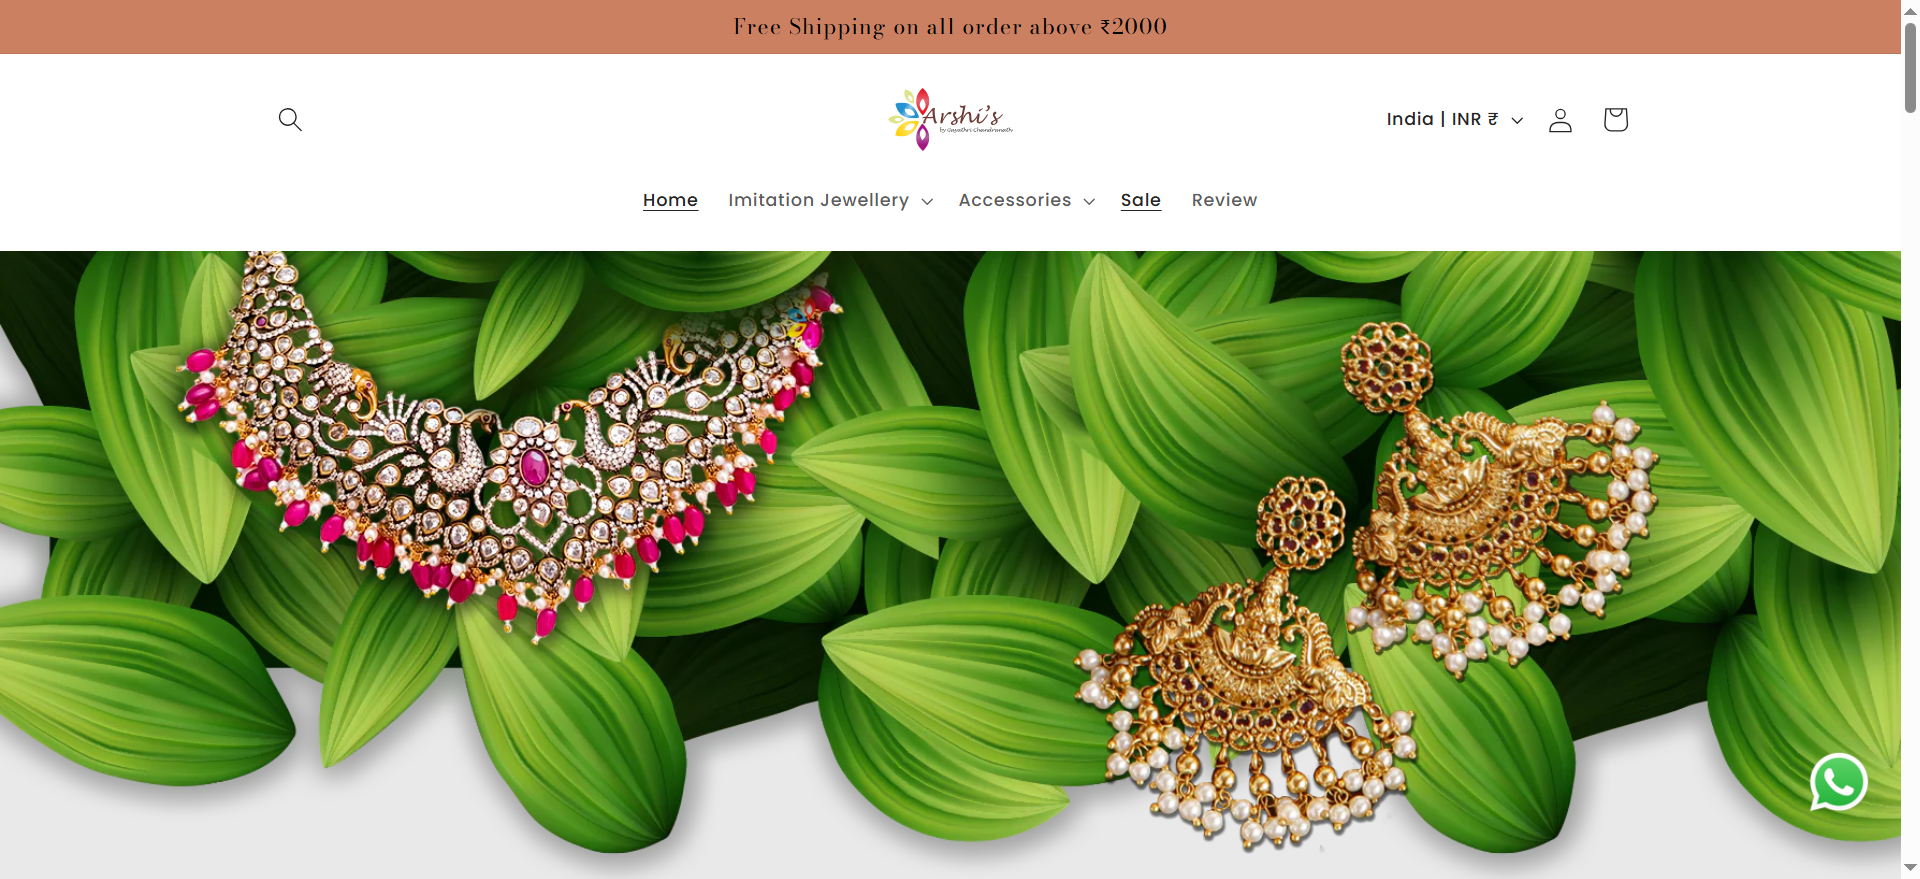 Free Shipping on all order above ₹2000
Arshi's
by Gayathri Chandranath
India | INR ₹
Home
Imitation Jewellery
Accessories
Sale
Review